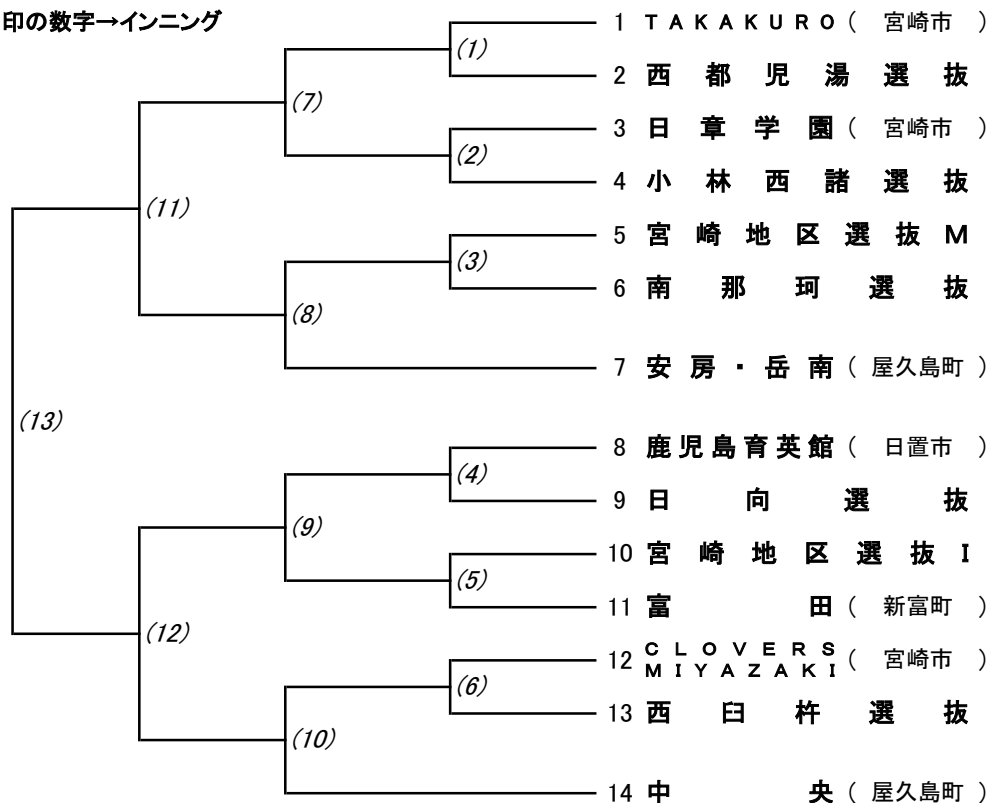 印の数字→インニング
1 TAKAKURO( 宮崎市 )
(1)
2 西都児湯選抜
(7)
3 日章学園( 宮崎市 )
(2)
4 小林西諸選抜
(11)
5 宮崎地区選抜M
(3)
6 南那珂選抜
(8)
7 安房・岳南( 屋久島町 )
(13)
8 鹿児島育英館( 日置市 )
(4)
9 日向選抜
(9)
10 宮崎地区選抜I
(5)
11 富田( 新富町 )
(12)
12 CLOVERS
MIYAZAKI( 宮崎市 )
(6)
13 西臼杵選抜
(10)
14 中央( 屋久島町 )